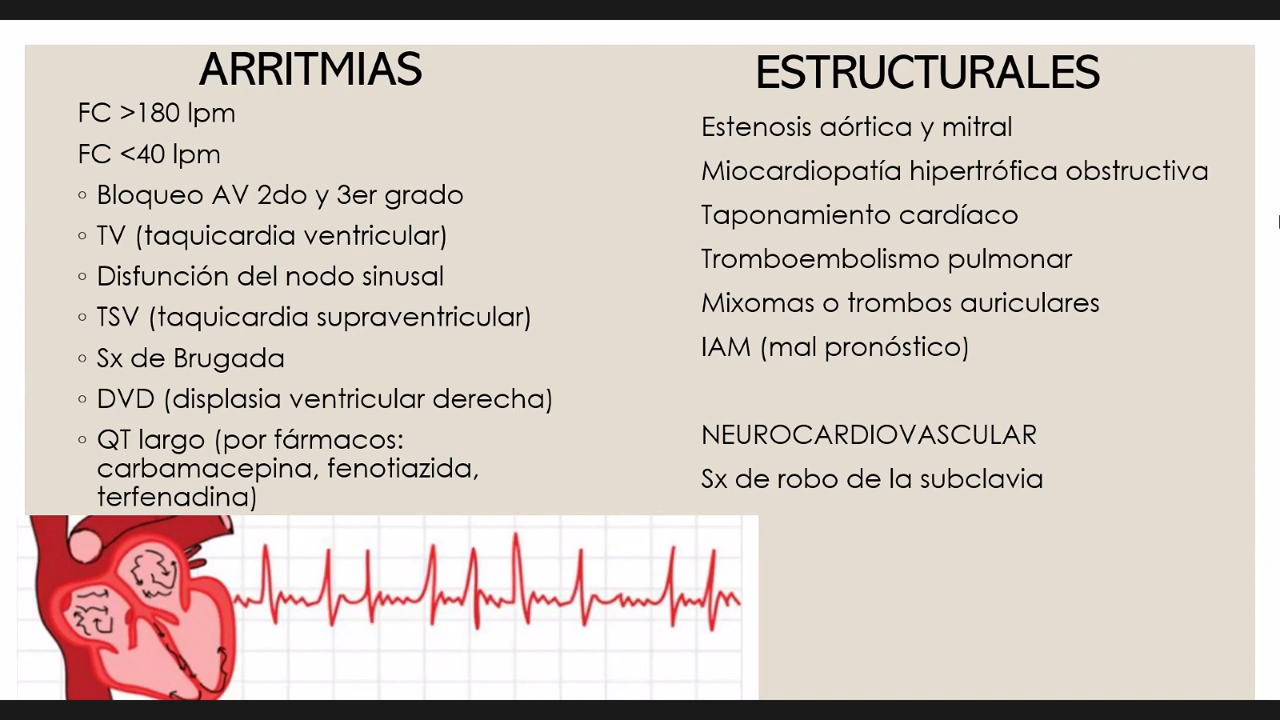 ARRITMIAS
FC >180 lpm
FC <40 lpm
◦ Bloqueo AV 2do y 3er grado
◦ TV (taquicardia ventricular)
◦ Disfunción del nodo sinusal
◦ TSV (taquicardia supraventricular)
◦ Sx de Brugada
◦ DVD (displasia ventricular derecha)
◦ QT largo (por fármacos:
carbamacepina, fenotiazida,
terfenadina)
ESTRUCTURALES
Estenosis aórtica y mitral
Miocardiopatía hipertrófica obstructiva
Taponamiento cardíaco
Tromboembolismo pulmonar
Mixomas o trombos auriculares
IAM (mal pronóstico)
NEUROCARDIOVASCULAR
Sx de robo de la subclavia